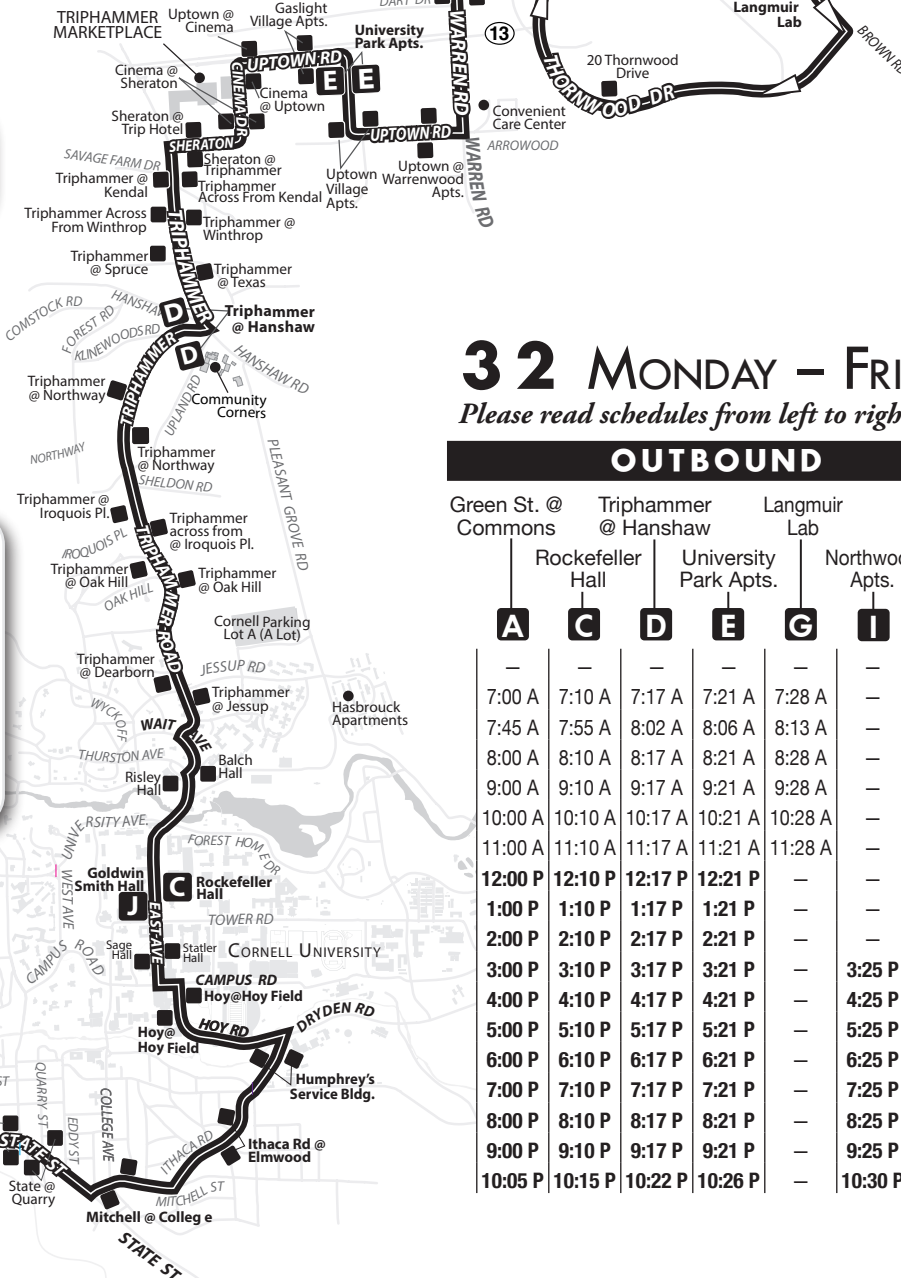 DART DR
TRIPHAMMER
MARKETPLACE
Uptown @
Cinema
Gaslight
Village Apts.
University
Park Apts.
WARREN RD
13
Langmuir
Lab
BROWN RD
UPTOWN RD
E
E
Cinema @
Sheraton
CINEMA DR
Cinema
@ Uptown
20 Thornwood
Drive
THORNWOOD DR
Convenient
Care Center
Sheraton @
Trip Hotel
UPTOWN RD
SHERATON
ARROWOOD
SAVAGE FARM DR
Sheraton @
Triphammer
Uptown
Village
Apts.
Uptown @
Warrenwood
Apts.
WARREN RD
Triphammer @
Kendal
Triphammer
Across From Kendal
Triphammer Across
From Winthrop
TRIPHAMMER
Triphammer @
Winthrop
Triphammer
@ Spruce
Triphammer
@ Texas
COMSTOCK RD
HANSHAW
D
FOREST RD
KLINEWOODS RD
Triphammer
@ Hanshaw
D
HANSHAW RD
TRIPHAMMER
Triphammer
@ Northway
UPLAND RD
Community
Corners
NORTHWAY
Triphammer
@ Northway
PLEASANT GROVE RD
SHELDON RD
Triphammer @
Iroquois Pl.
Triphammer
across from
@ Iroquois Pl.
IROQUOIS PL
TRIPHAMMER ROAD
Triphammer
@ Oak Hill
Triphammer
@ Oak Hill
OAK HILL
Cornell Parking
Lot A (A Lot)
Triphammer
@ Dearborn
JESSUP RD
Triphammer
@ Jessup
Hasbrouck
Apartments
WYCKOFF
WAIT AVE
THURSTON AVE
Balch
Hall
Risley
Hall
UNIVERSITY AVE.
FOREST HOME DR
WEST AVE
Goldwin
Smith Hall
J
C
Rockefeller
Hall
EAST AVE
TOWER RD
CAMPUS ROAD
Sage
Hall
Statler
Hall
CORNELL UNIVERSITY
CAMPUS RD
Hoy@Hoy Field
HOY RD
DRYDEN RD
Hoy@
Hoy Field
Humphrey's
Service Bldg.
ST
QUARRY ST
EDDY ST
COLLEGE AVE
STATE ST
State @
Quarry
ITHACA RD
Ithaca Rd @
Elmwood
MITCHELL ST
Mitchell @ Colleg e
STATE ST
32 MONDAY – FRI
Please read schedules from left to righ
OUTBOUND
Green St. @
Commons
Triphammer
@ Hanshaw
Langmuir
Lab
Rockefeller
Hall
University
Park Apts.
Northwoo
Apts.
A C D E G I
– – – – – –
7:00 A 7:10 A 7:17 A 7:21 A 7:28 A –
7:45 A 7:55 A 8:02 A 8:06 A 8:13 A –
8:00 A 8:10 A 8:17 A 8:21 A 8:28 A –
9:00 A 9:10 A 9:17 A 9:21 A 9:28 A –
10:00 A 10:10 A 10:17 A 10:21 A 10:28 A –
11:00 A 11:10 A 11:17 A 11:21 A 11:28 A –
12:00 P 12:10 P 12:17 P 12:21 P – –
1:00 P 1:10 P 1:17 P 1:21 P – –
2:00 P 2:10 P 2:17 P 2:21 P – –
3:00 P 3:10 P 3:17 P 3:21 P – 3:25 P
4:00 P 4:10 P 4:17 P 4:21 P – 4:25 P
5:00 P 5:10 P 5:17 P 5:21 P – 5:25 P
6:00 P 6:10 P 6:17 P 6:21 P – 6:25 P
7:00 P 7:10 P 7:17 P 7:21 P – 7:25 P
8:00 P 8:10 P 8:17 P 8:21 P – 8:25 P
9:00 P 9:10 P 9:17 P 9:21 P – 9:25 P
10:05 P 10:15 P 10:22 P 10:26 P – 10:30 P